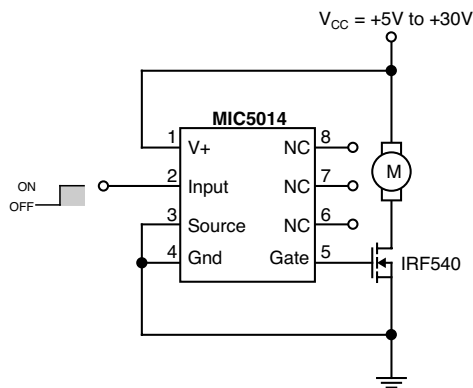 V_CC = +5V to +30V
MIC5014
1 V+ NC 8
ON
OFF
2 Input NC 7
M
3 Source NC 6
4 Gnd Gate 5
IRF540